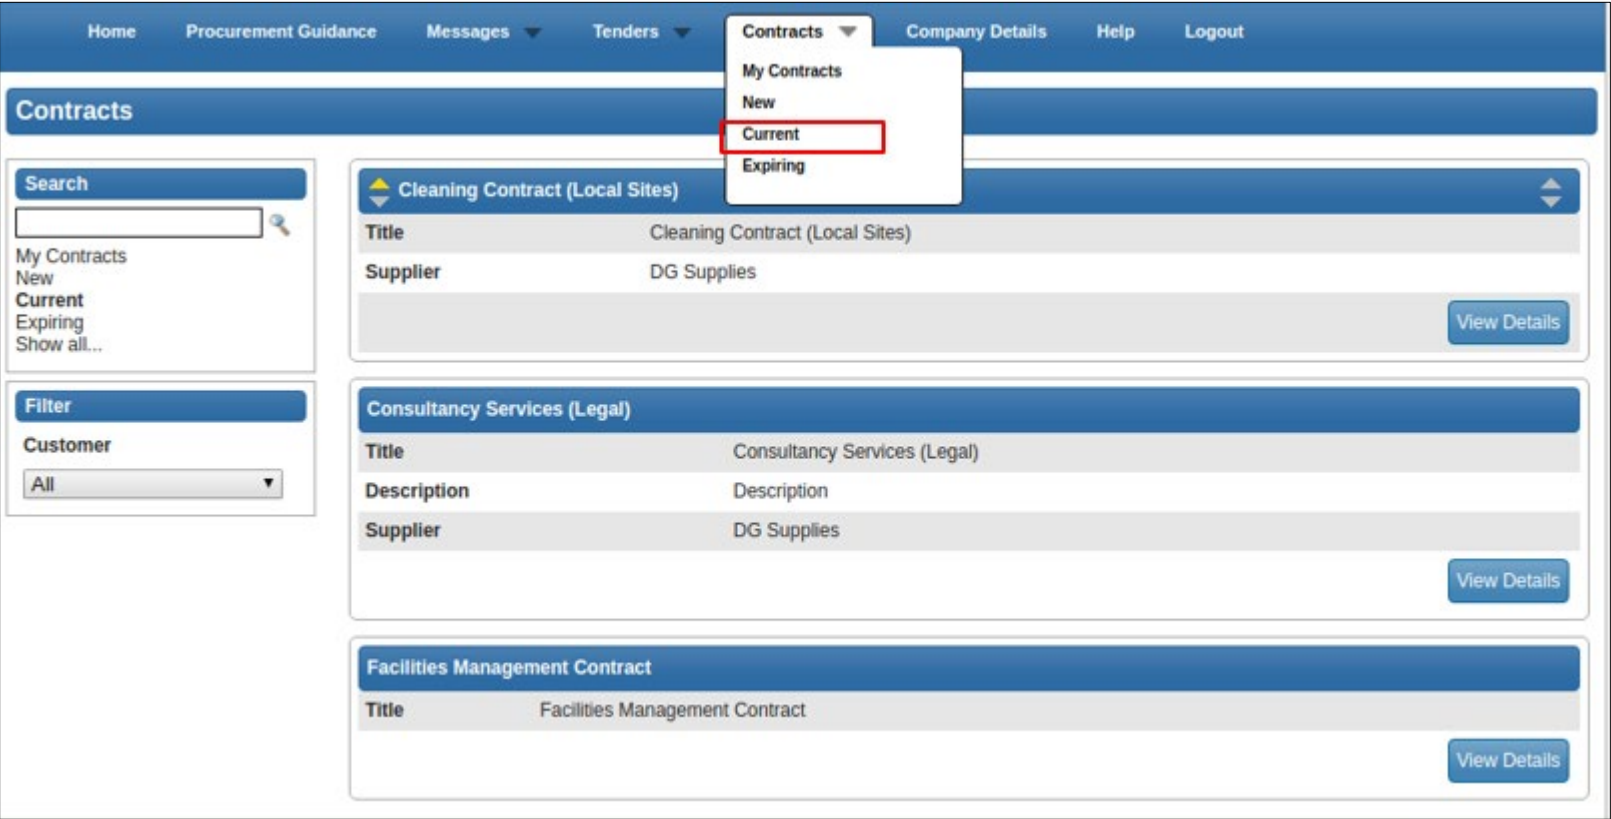 Home Procurement Guidance Messages Tenders Contracts Company Details Help Logout
My Contracts
New
Current
Expiring
Contracts
Search
My Contracts
New
Current
Expiring
Show all...
Filter
Customer
All
Cleaning Contract (Local Sites)
Title Cleaning Contract (Local Sites)
Supplier DG Supplies
View Details
Consultancy Services (Legal)
Title Consultancy Services (Legal)
Description Description
Supplier DG Supplies
View Details
Facilities Management Contract
Title Facilities Management Contract
View Details